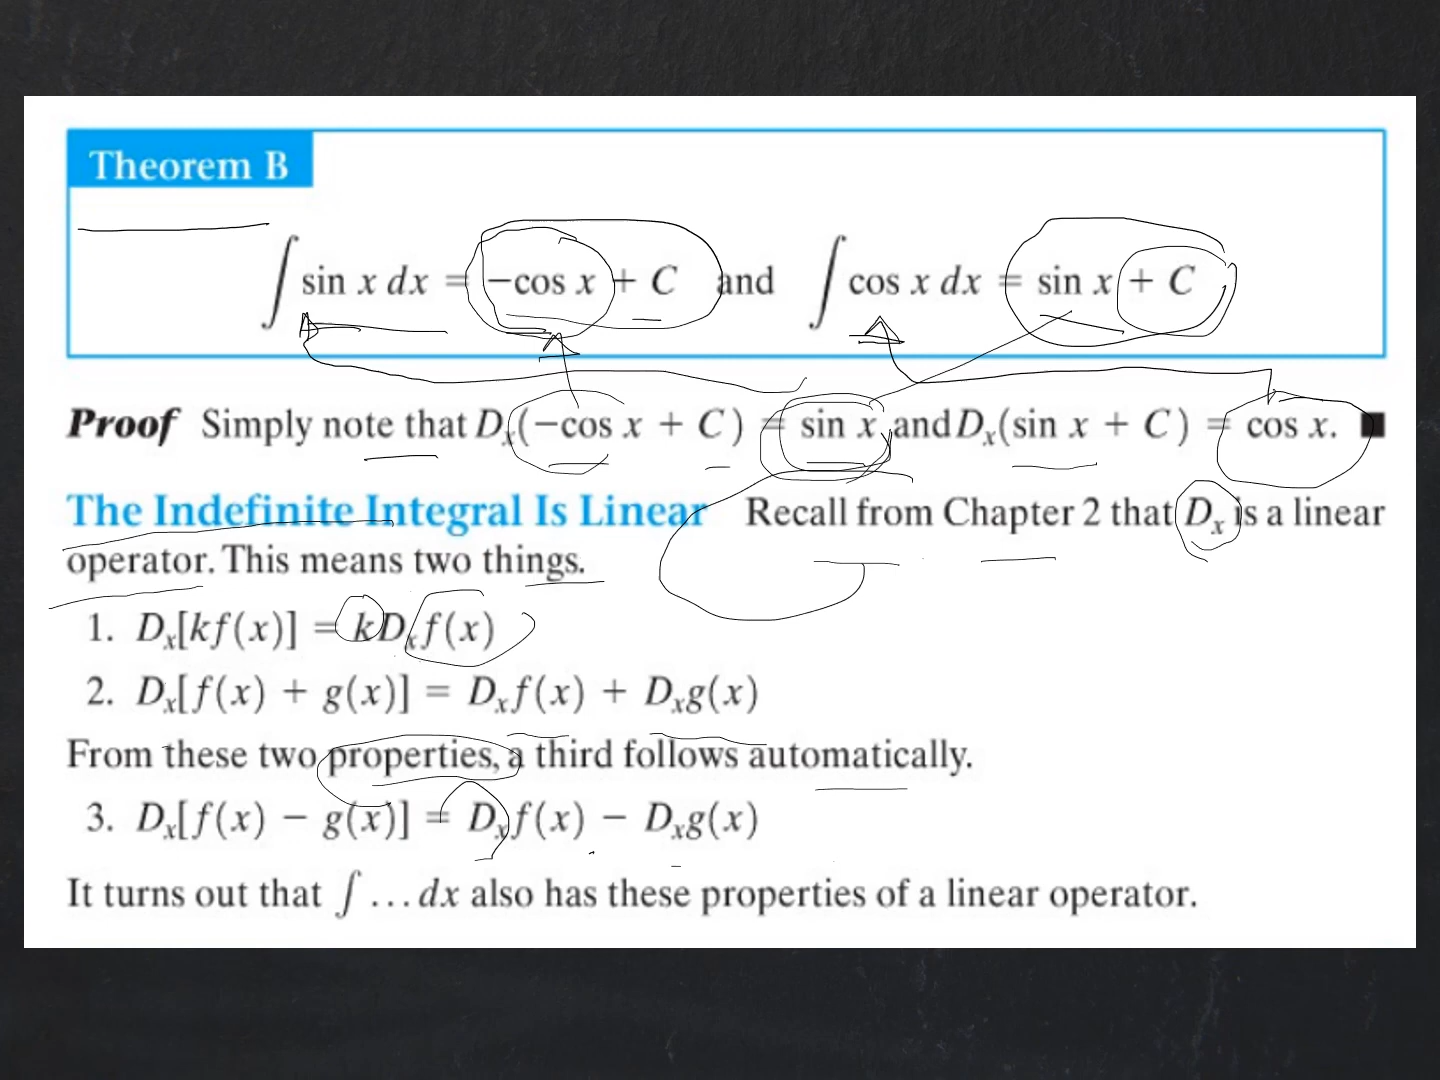 Theorem B
∫ sin x dx = −cos x + C and ∫ cos x dx = sin x + C
Proof Simply note that Dₓ(−cos x + C) = sin x and Dₓ(sin x + C) = cos x. ■
The Indefinite Integral Is Linear Recall from Chapter 2 that Dₓ is a linear
operator. This means two things.
1. Dₓ[kf(x)] = kDₓf(x)
2. Dₓ[f(x) + g(x)] = Dₓf(x) + Dₓg(x)
From these two properties, a third follows automatically.
3. Dₓ[f(x) − g(x)] = Dₓf(x) − Dₓg(x)
It turns out that ∫ ... dx also has these properties of a linear operator.